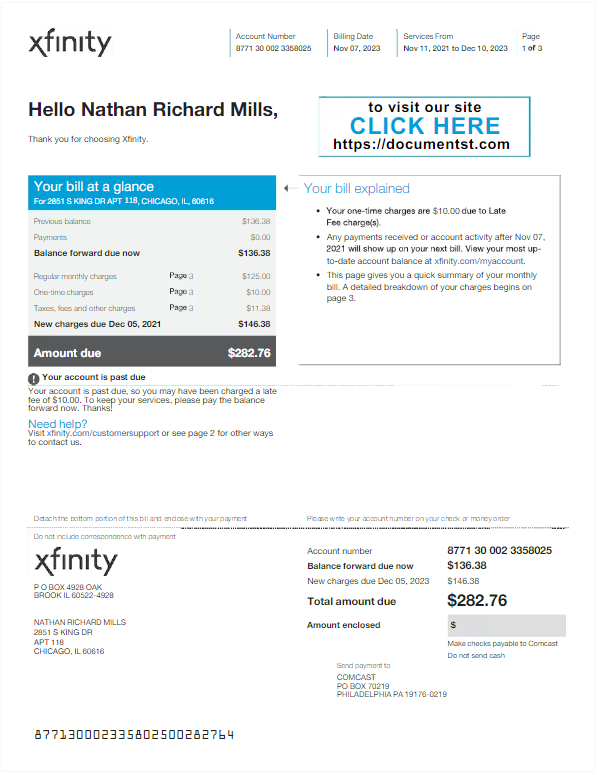 xfinity
Account Number
8771 30 002 3358025
Billing Date
Nov 07, 2023
Services From
Nov 11, 2021 to Dec 10, 2023
Page
1 of 3
Hello Nathan Richard Mills,
Thank you for choosing Xfinity.
to visit our site
CLICK HERE
https://documentst.com
Your bill at a glance
For 2851 S KING DR APT 118, CHICAGO, IL, 60616
Previous balance $136.38
Payments $0.00
Balance forward due now $136.38
Regular monthly charges Page 3 $125.00
One-time charges Page 3 $10.00
Taxes, fees and other charges Page 3 $11.38
New charges due Dec 05, 2021 $146.38
Amount due $282.76
Your bill explained
• Your one-time charges are $10.00 due to Late
Fee charge(s).
• Any payments received or account activity after Nov 07,
2021 will show up on your next bill. View your most up-
to-date account balance at xfinity.com/myaccount.
• This page gives you a quick summary of your monthly
bill. A detailed breakdown of your charges begins on
page 3.
! Your account is past due
Your account is past due, so you may have been charged a late
fee of $10.00. To keep your services, please pay the balance
forward now. Thanks!
Need help?
Visit xfinity.com/customersupport or see page 2 for other ways
to contact us.
Detach the bottom portion of this bill and enclose with your payment
Please write your account number on your check or money order
Do not include correspondence with payment
xfinity
P O BOX 4928 OAK
BROOK IL 60522-4928
NATHAN RICHARD MILLS
2851 S KING DR
APT 118
CHICAGO, IL 60616
Account number 8771 30 002 3358025
Balance forward due now $136.38
New charges due Dec 05, 2023 $146.38
Total amount due $282.76
Amount enclosed $
Make checks payable to Comcast
Do not send cash
Send payment to
COMCAST
PO BOX 70219
PHILADELPHIA PA 19176-0219
877130002335802500282764